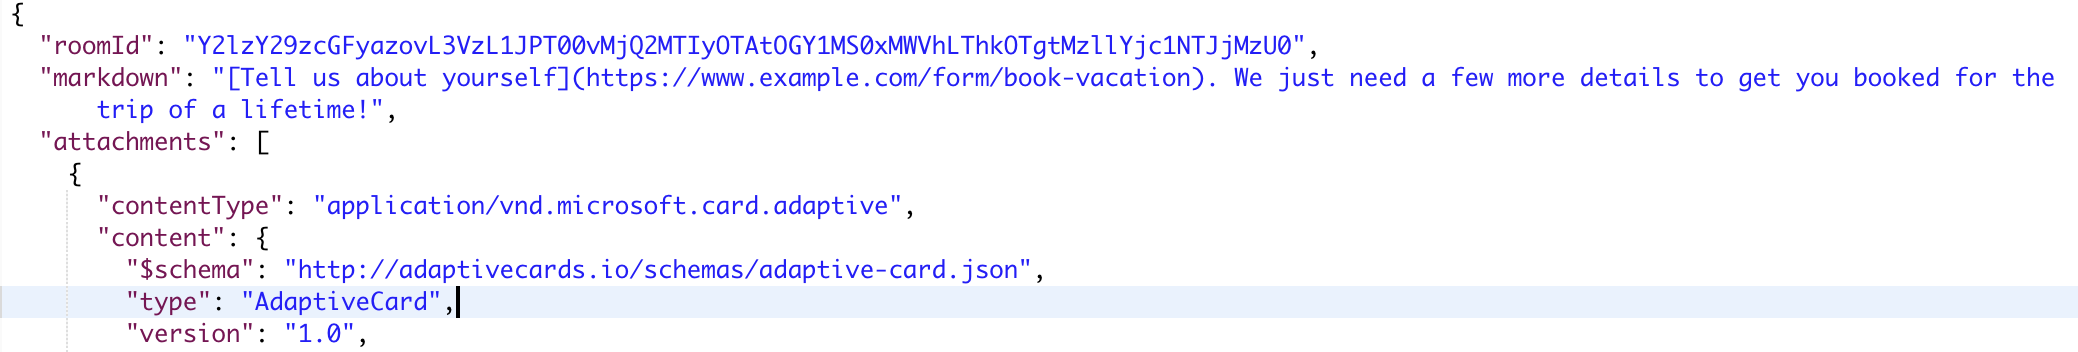 {
"roomId": "Y2lzY29zcGFyazovL3VzL1JPT00vMjQ2MTIyOTAtOGY1MS0xMWVhLThkOTgtMzllYjc1NTJjMzU0",
"markdown": "[Tell us about yourself](https://www.example.com/form/book-vacation). We just need a few more details to get you booked for the
trip of a lifetime!",
"attachments": [
{
"contentType": "application/vnd.microsoft.card.adaptive",
"content": {
"$schema": "http://adaptivecards.io/schemas/adaptive-card.json",
"type": "AdaptiveCard",
"version": "1.0",